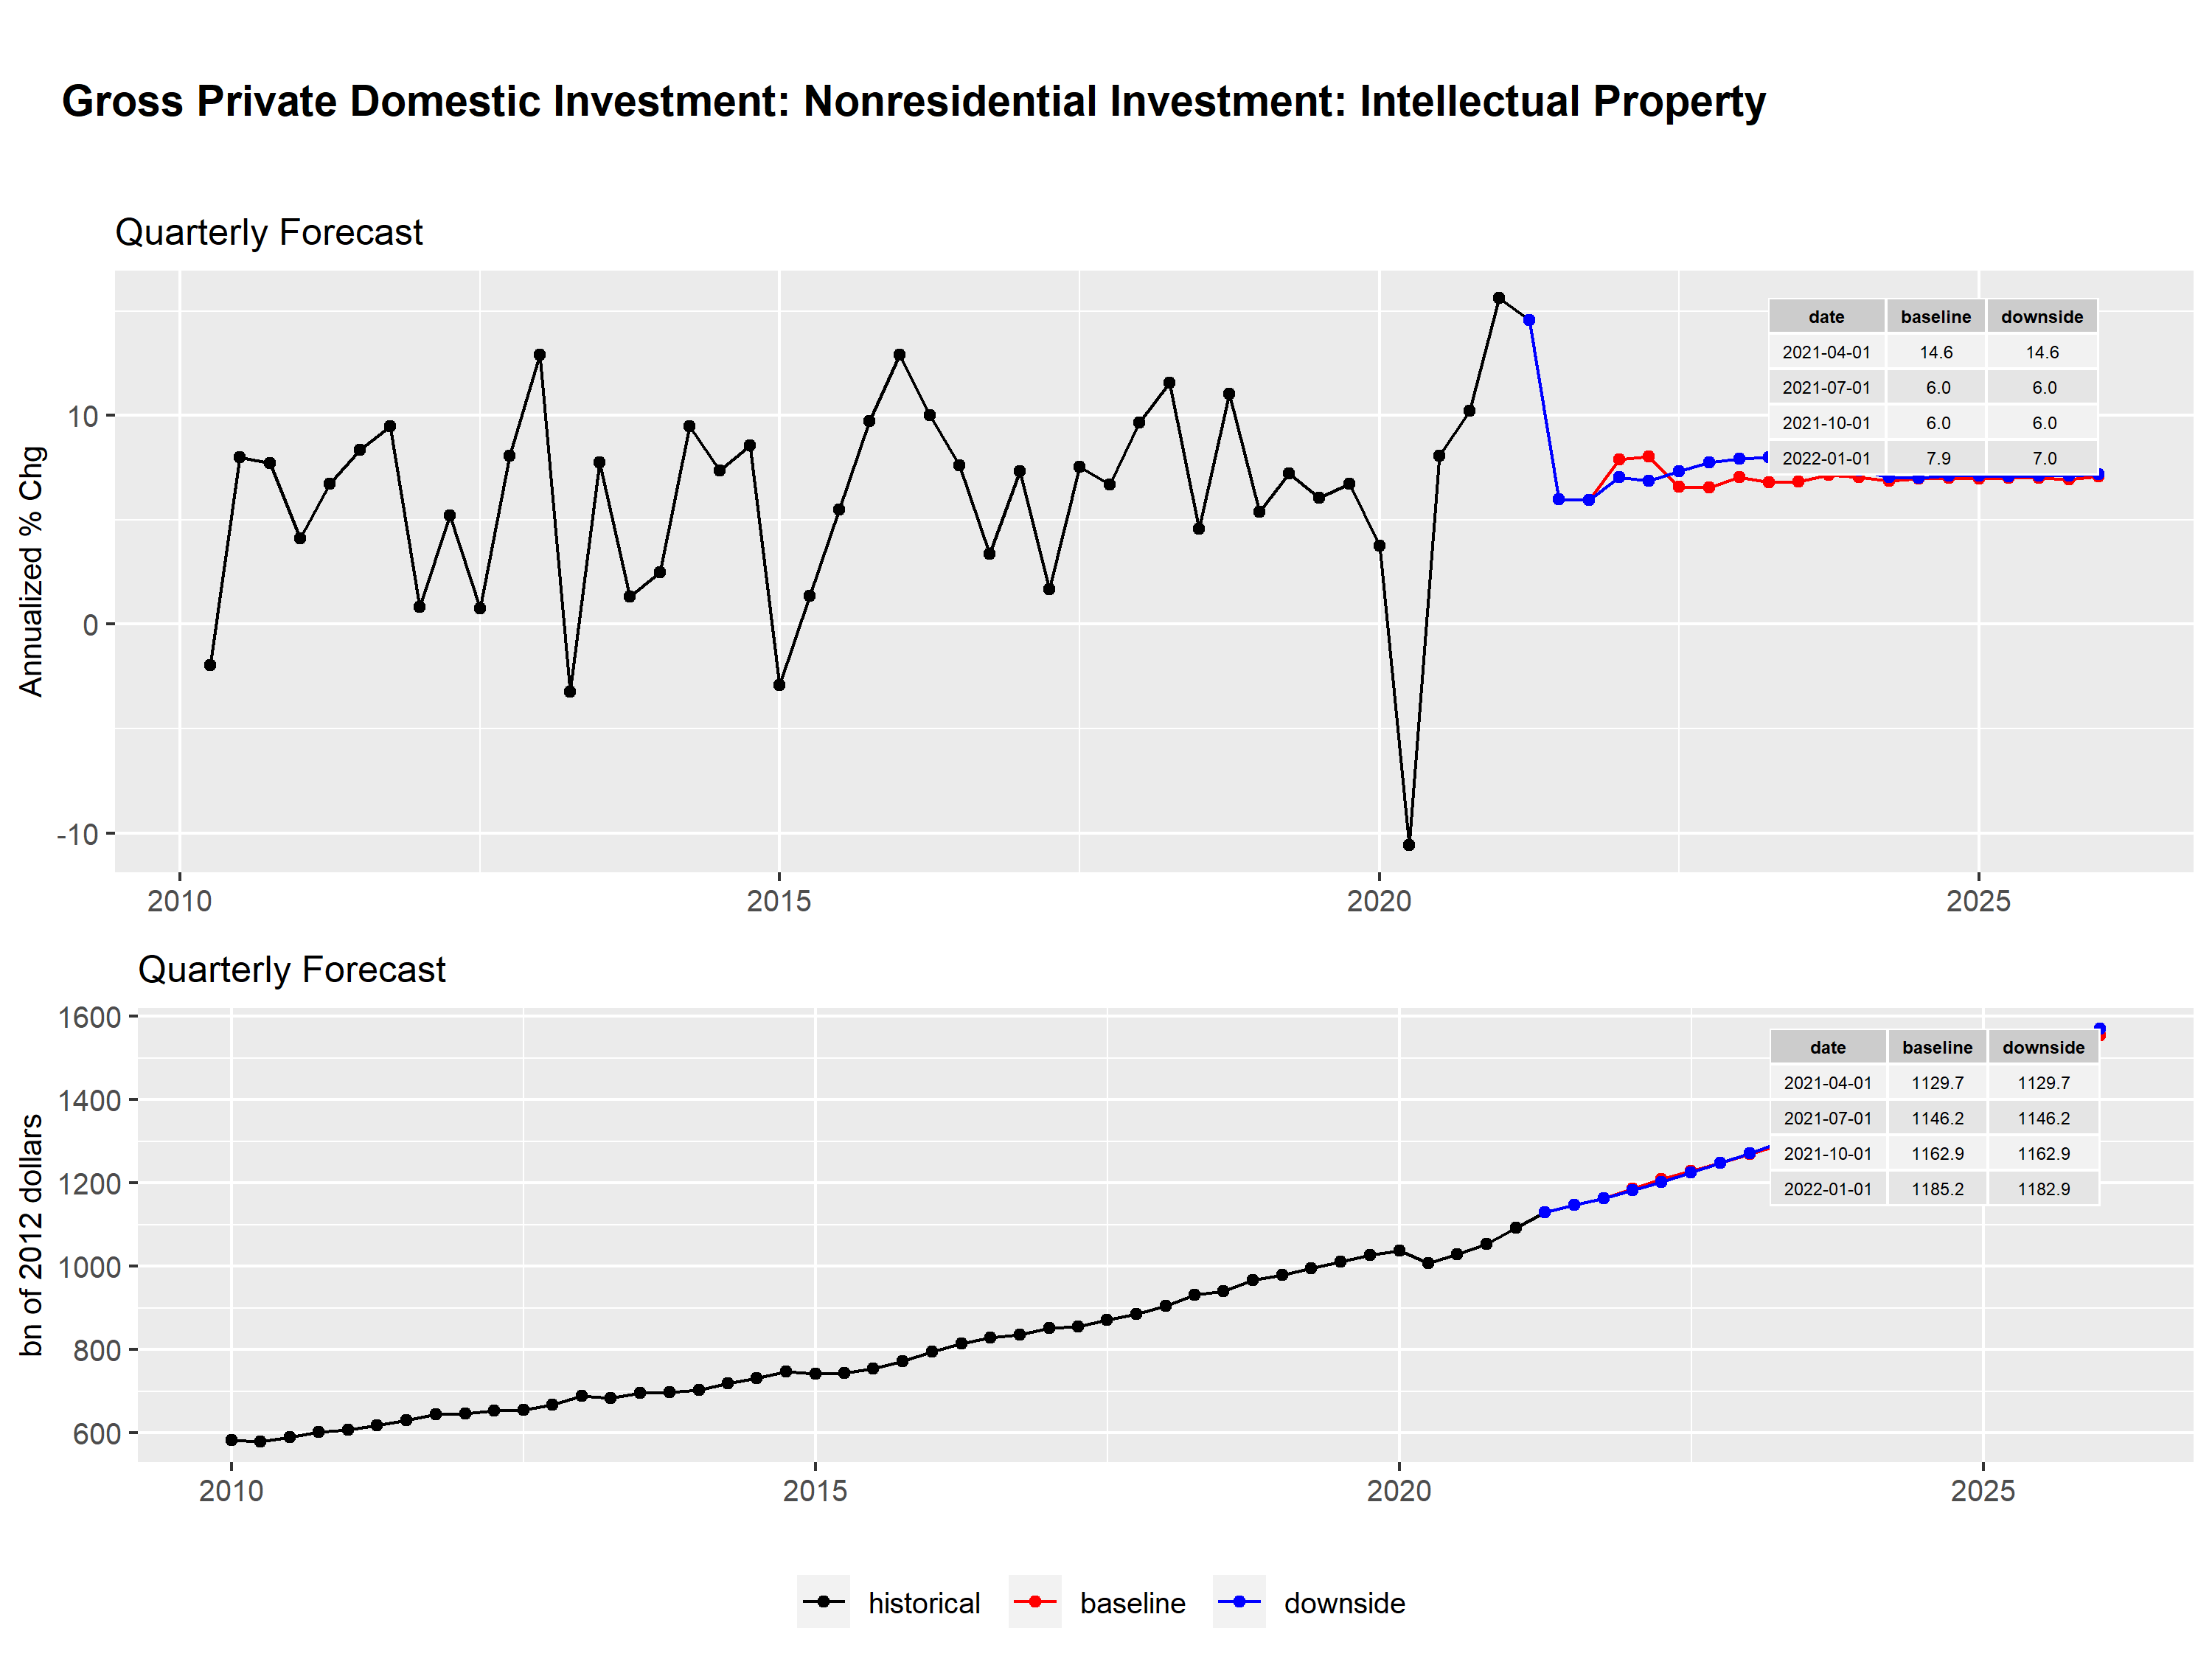 Gross Private Domestic Investment: Nonresidential Investment: Intellectual Property
Quarterly Forecast
Annualized % Chg
10
0
-10
date baseline downside
2021-04-01 14.6 14.6
2021-07-01 6.0 6.0
2021-10-01 6.0 6.0
2022-01-01 7.9 7.0
2010 2015 2020 2025
Quarterly Forecast
bn of 2012 dollars
1600
1400
1200
1000
800
600
date baseline downside
2021-04-01 1129.7 1129.7
2021-07-01 1146.2 1146.2
2021-10-01 1162.9 1162.9
2022-01-01 1185.2 1182.9
2010 2015 2020 2025
historical baseline downside